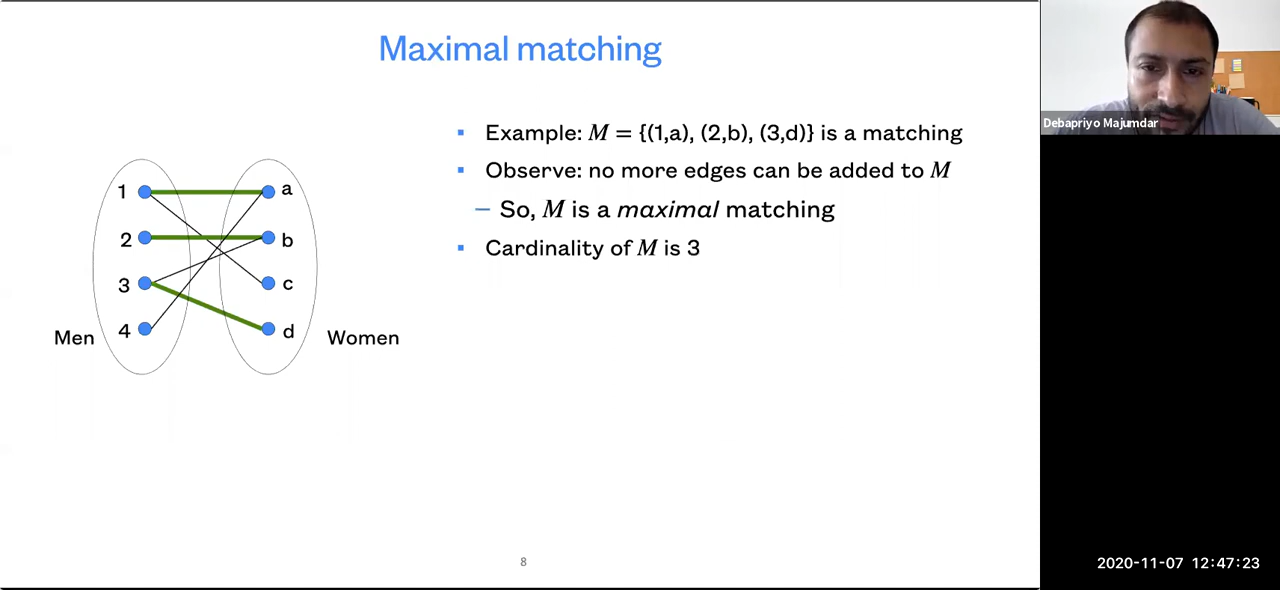 Maximal matching
Example: M = {(1,a), (2,b), (3,d)} is a matching
Observe: no more edges can be added to M
– So, M is a maximal matching
Cardinality of M is 3
1
a
2
b
3
c
4
d
Men
Women
8
Debapriyo Majumdar
2020-11-07 12:47:23